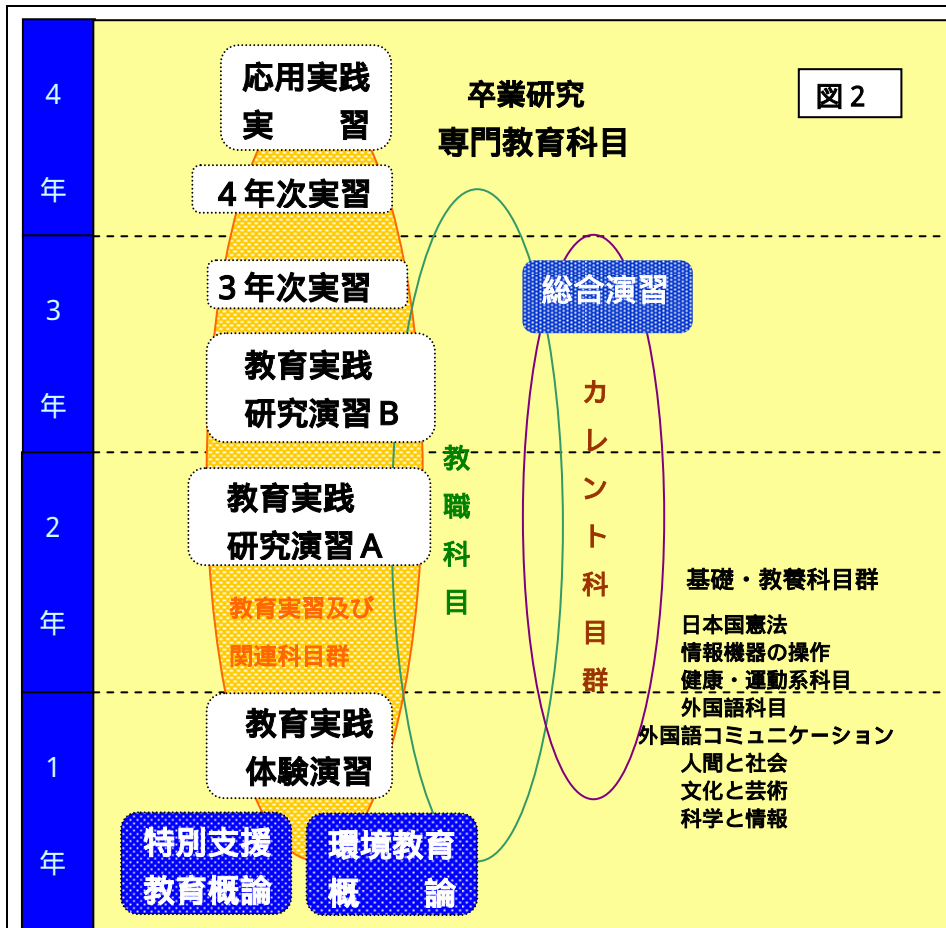 4
年
応用実践
実　　習
4年次実習
卒業研究
専門教育科目
図2
3
年
3年次実習
教育実践
研究演習B
総合演習
2
年
教育実践
研究演習A
教育実習及び
関連科目群
教職科目
カレント科目群
基礎・教養科目群
日本国憲法
情報機器の操作
健康・運動系科目
外国語科目
外国語コミュニケーション
人間と社会
文化と芸術
科学と情報
1
年
教育実践
体験演習
特別支援
教育概論
環境教育
概　　論